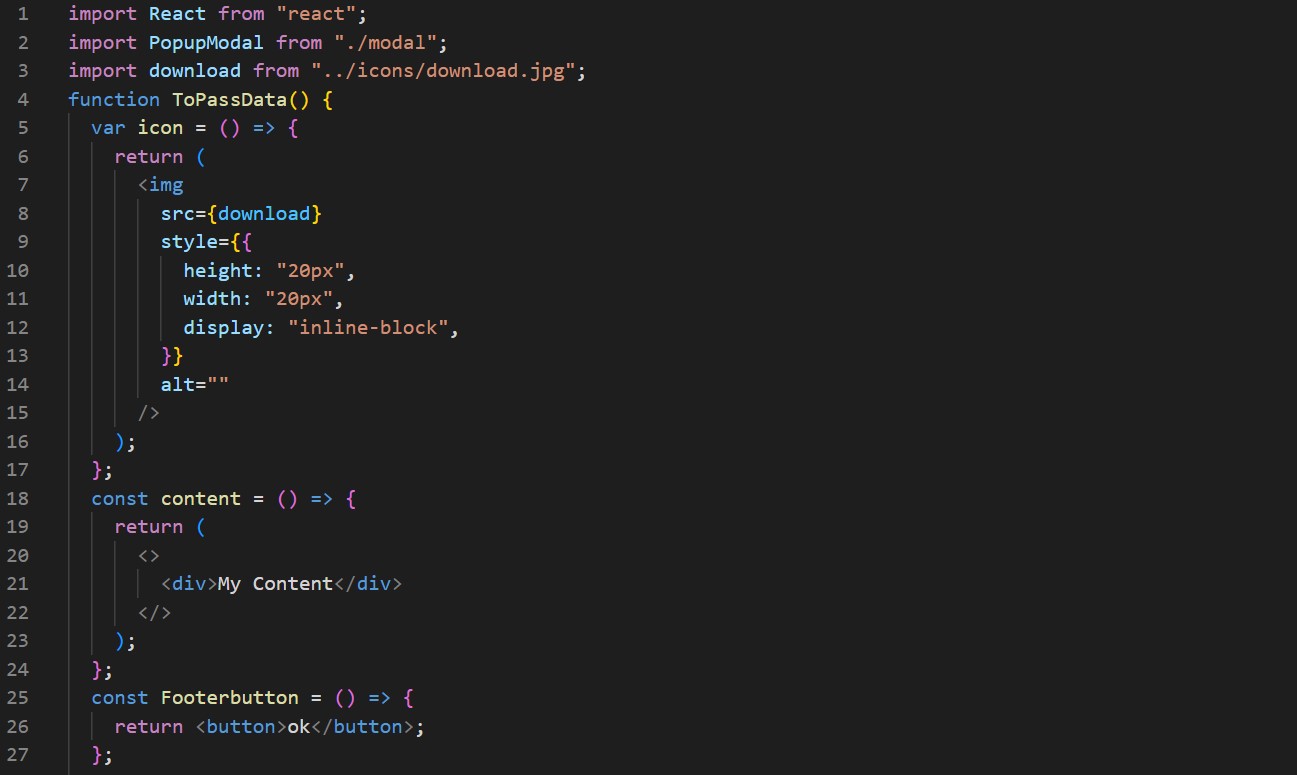 1 import React from "react";
2 import PopupModal from "./modal";
3 import download from "../icons/download.jpg";
4 function ToPassData() {
5   var icon = () => {
6     return (
7       <img
8         src={download}
9         style={{
10           height: "20px",
11           width: "20px",
12           display: "inline-block",
13         }}
14         alt=""
15       />
16     );
17   };
18   const content = () => {
19     return (
20       <>
21         <div>My Content</div>
22       </>
23     );
24   };
25   const Footerbutton = () => {
26     return <button>ok</button>;
27   };